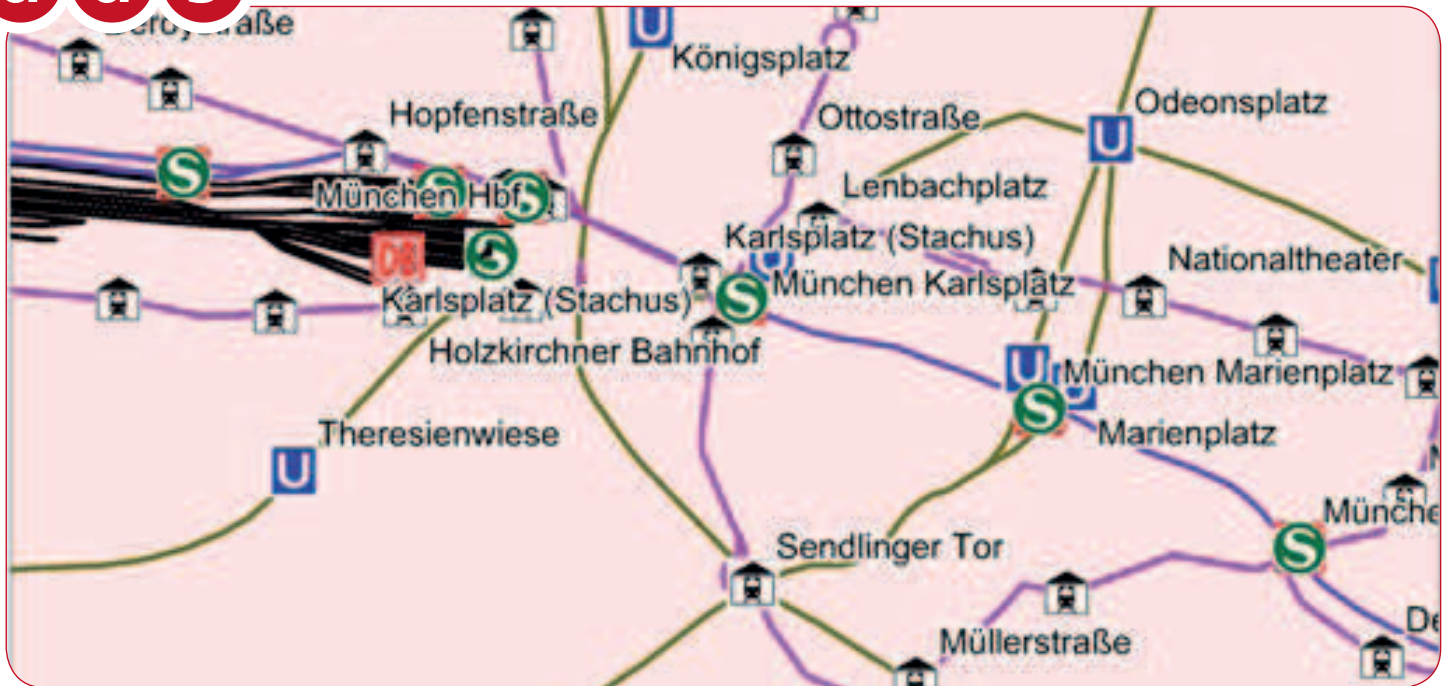 Königsplatz
Odeonsplatz
Hopfenstraße
Ottostraße
Lenbachplatz
München Hbf
Karlsplatz (Stachus)
Nationaltheater
DB
München Karlsplatz
Karlsplatz (Stachus)
Holzkirchner Bahnhof
München Marienplatz
Theresienwiese
Marienplatz
Sendlinger Tor
Müllerstraße
U
U
U
U
U
S
S
S
S
S
S
S